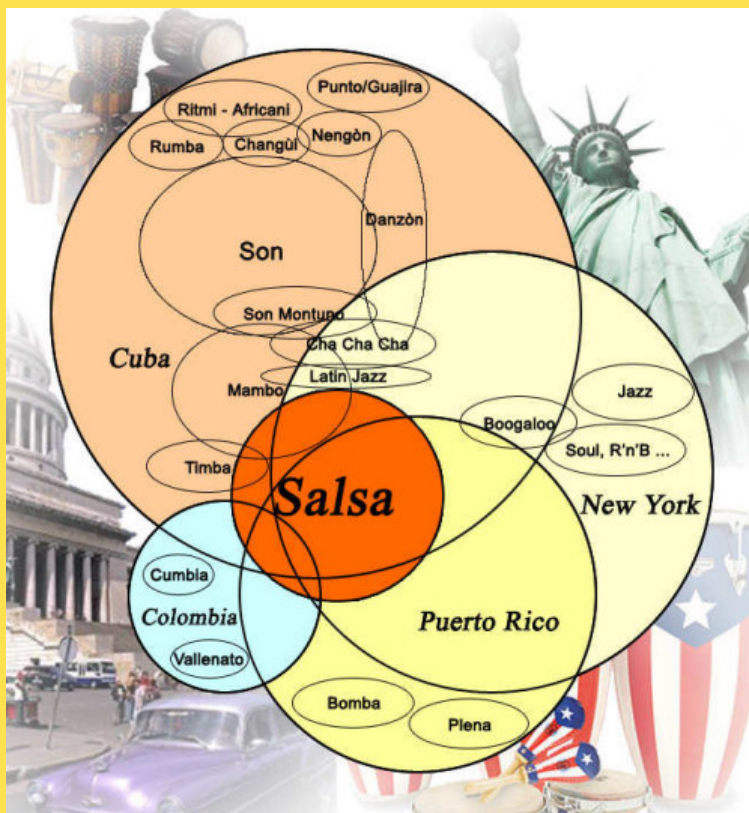 Punto/Guajira
Ritmi - Africani
Nengòn
Rumba
Changùì
Danzòn
Son
Son Montuno
Cha Cha Cha
Cuba
Latin Jazz
Mambo
Jazz
Boogaloo
Soul, R'n'B ...
Timba
Salsa
New York
Cumbia
Colombia
Puerto Rico
Vallenato
Bomba
Plena